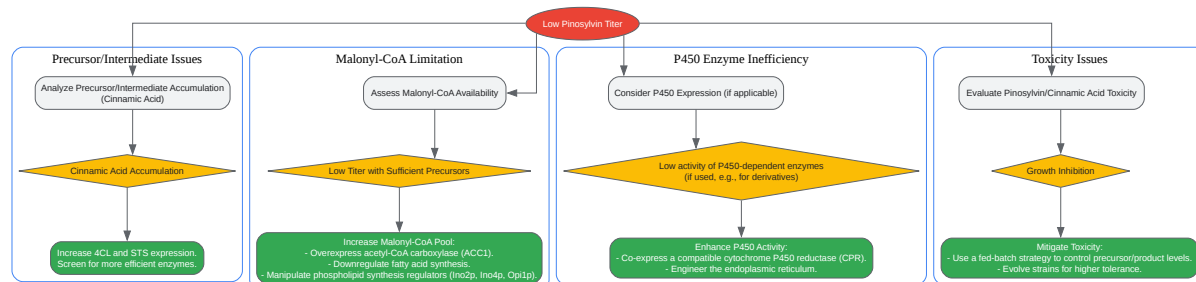 Low Pinosylvin Titer
Precursor/Intermediate Issues
Analyze Precursor/Intermediate Accumulation
(Cinnamic Acid)
Cinnamic Acid Accumulation
Increase 4CL and STS expression.
Screen for more efficient enzymes.
Malonyl-CoA Limitation
Assess Malonyl-CoA Availability
Low Titer with Sufficient Precursors
Increase Malonyl-CoA Pool:
- Overexpress acetyl-CoA carboxylase (ACC1).
- Downregulate fatty acid synthesis.
- Manipulate phospholipid synthesis regulators (Ino2p, Ino4p, Opi1p).
P450 Enzyme Inefficiency
Consider P450 Expression (if applicable)
Low activity of P450-dependent enzymes
(if used, e.g., for derivatives)
Enhance P450 Activity:
- Co-express a compatible cytochrome P450 reductase (CPR).
- Engineer the endoplasmic reticulum.
Toxicity Issues
Evaluate Pinosylvin/Cinnamic Acid Toxicity
Growth Inhibition
Mitigate Toxicity:
- Use a fed-batch strategy to control precursor/product levels.
- Evolve strains for higher tolerance.